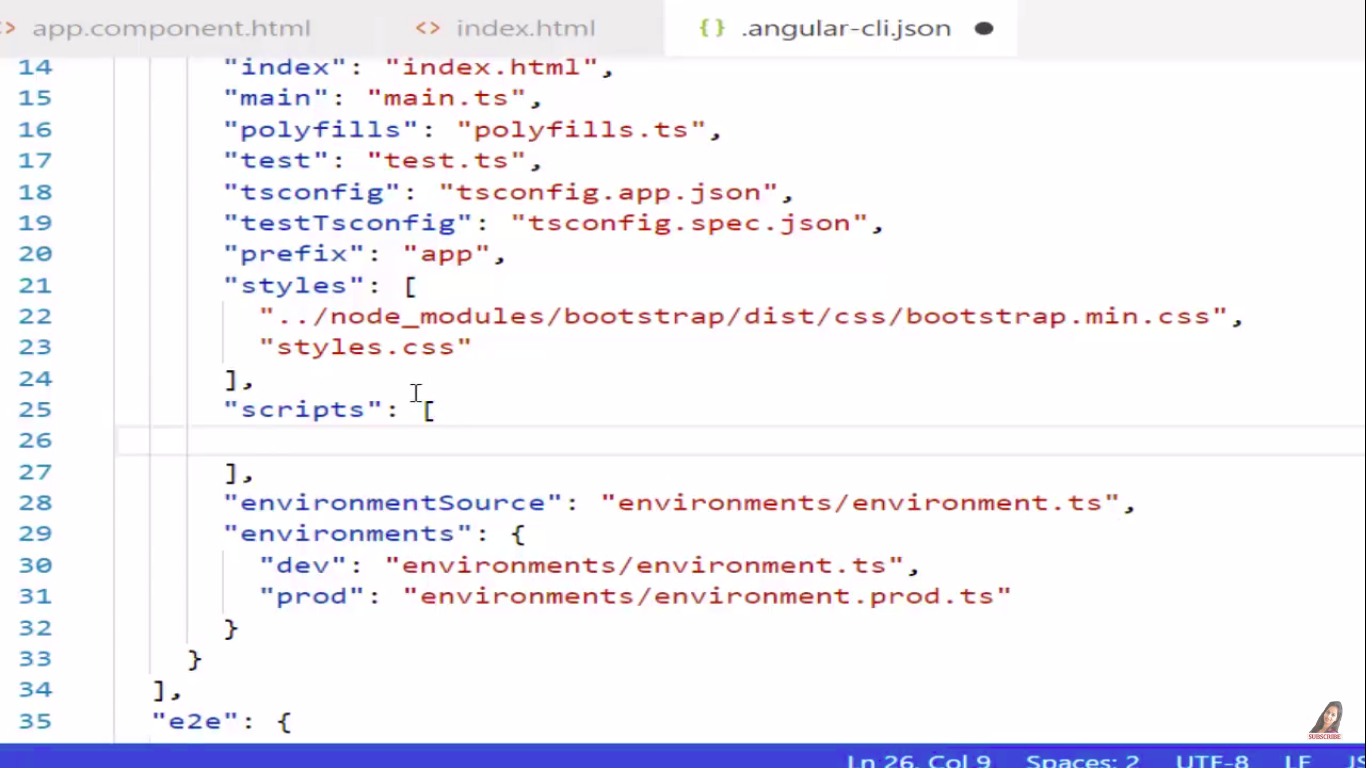 <> app.component.html <> index.html {} .angular-cli.json ●
14 "index": "index.html",
15 "main": "main.ts",
16 "polyfills": "polyfills.ts",
17 "test": "test.ts",
18 "tsconfig": "tsconfig.app.json",
19 "testTsconfig": "tsconfig.spec.json",
20 "prefix": "app",
21 "styles": [
22 "../node_modules/bootstrap/dist/css/bootstrap.min.css",
23 "styles.css"
24 ],
25 "scripts": [
26
27 ],
28 "environmentSource": "environments/environment.ts",
29 "environments": {
30 "dev": "environments/environment.ts",
31 "prod": "environments/environment.prod.ts"
32 }
33 }
34 ],
35 "e2e": {
SUBSCRIBE
Ln 26, Col 9 Spaces: 2 UTF-8 LF JS